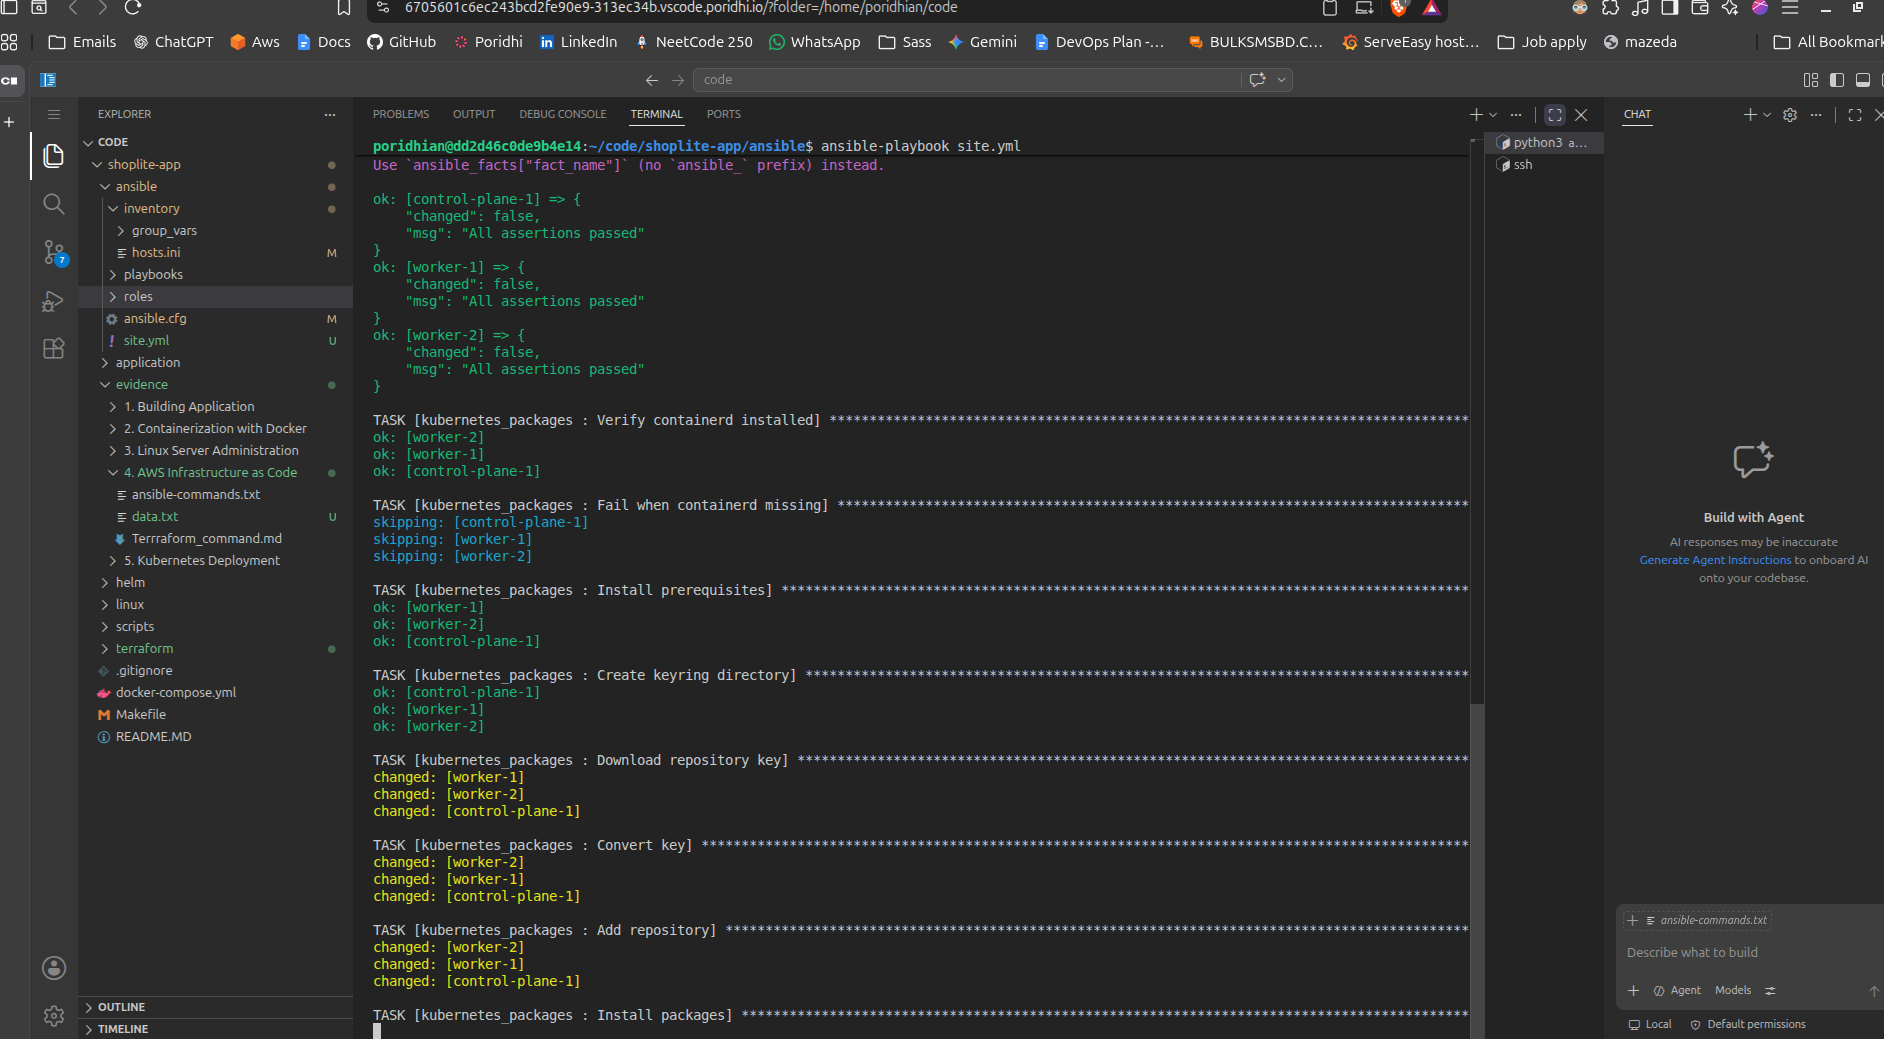 6705601c6ec243bcd2fe90e9-313ec34b.vscode.poridhi.io/?folder=/home/poridhian/code
Emails ChatGPT Aws Docs GitHub Poridhi LinkedIn NeetCode 250 WhatsApp Sass Gemini DevOps Plan -... BULKSMSBD.C... ServeEasy host... Job apply mazeda All Bookmark
code
EXPLORER
CODE
shoplite-app
ansible
inventory
group_vars
hosts.ini M
playbooks
roles
ansible.cfg M
site.yml U
application
evidence
1. Building Application
2. Containerization with Docker
3. Linux Server Administration
4. AWS Infrastructure as Code
ansible-commands.txt
data.txt U
Terrraform_command.md
5. Kubernetes Deployment
helm
linux
scripts
terraform
.gitignore
docker-compose.yml
Makefile
README.MD
OUTLINE
TIMELINE
7
PROBLEMS OUTPUT DEBUG CONSOLE TERMINAL PORTS
poridhian@dd2d46c0de9b4e14:~/code/shoplite-app/ansible$ ansible-playbook site.yml
Use `ansible_facts["fact_name"]` (no `ansible_` prefix) instead.
ok: [control-plane-1] => {
"changed": false,
"msg": "All assertions passed"
}
ok: [worker-1] => {
"changed": false,
"msg": "All assertions passed"
}
ok: [worker-2] => {
"changed": false,
"msg": "All assertions passed"
}
TASK [kubernetes_packages : Verify containerd installed] *******************************************************************************
ok: [worker-2]
ok: [worker-1]
ok: [control-plane-1]
TASK [kubernetes_packages : Fail when containerd missing] ******************************************************************************
skipping: [control-plane-1]
skipping: [worker-1]
skipping: [worker-2]
TASK [kubernetes_packages : Install prerequisites] *************************************************************************************
ok: [worker-1]
ok: [worker-2]
ok: [control-plane-1]
TASK [kubernetes_packages : Create keyring directory] **********************************************************************************
ok: [control-plane-1]
ok: [worker-1]
ok: [worker-2]
TASK [kubernetes_packages : Download repository key] ***********************************************************************************
changed: [worker-1]
changed: [worker-2]
changed: [control-plane-1]
TASK [kubernetes_packages : Convert key] ***********************************************************************************************
changed: [worker-2]
changed: [worker-1]
changed: [control-plane-1]
TASK [kubernetes_packages : Add repository] ********************************************************************************************
changed: [worker-2]
changed: [worker-1]
changed: [control-plane-1]
TASK [kubernetes_packages : Install packages] ******************************************************************************************
python3 a...
ssh
CHAT
Build with Agent
AI responses may be inaccurate
Generate Agent Instructions to onboard AI
onto your codebase.
ansible-commands.txt
Describe what to build
Agent Models
Local Default permissions